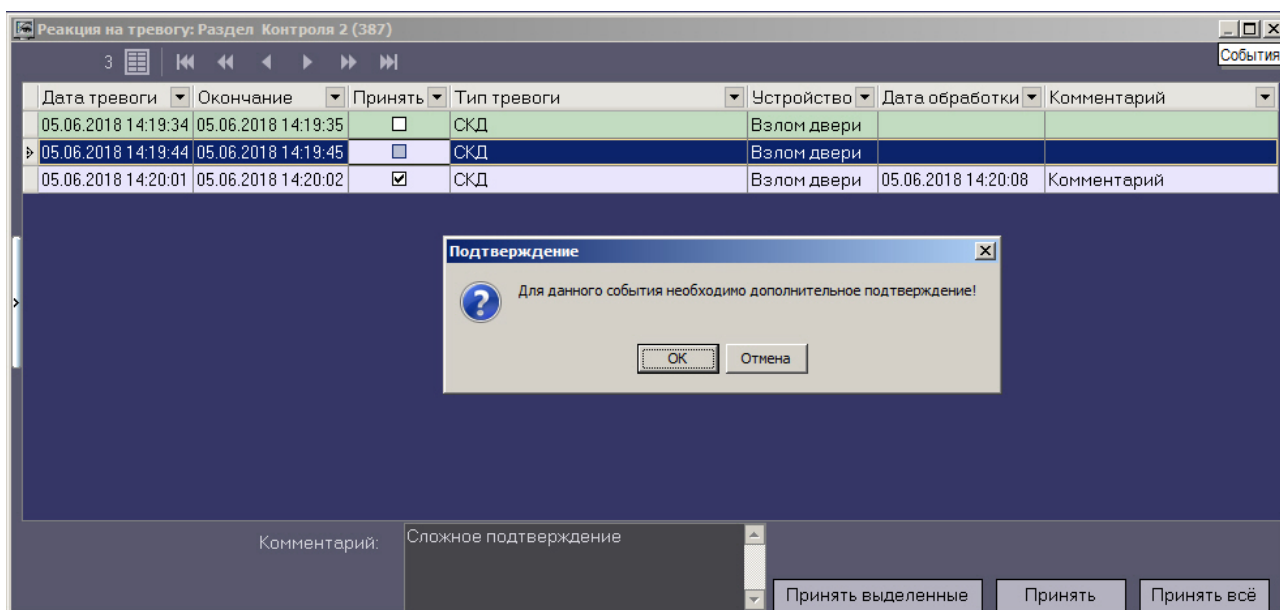 Реакция на тревогу: Раздел Контроля 2 (387)
События
3
Дата тревоги Окончание Принять Тип тревоги Устройство Дата обработки Комментарий
05.06.2018 14:19:34 05.06.2018 14:19:35 СКД Взлом двери
05.06.2018 14:19:44 05.06.2018 14:19:45 СКД Взлом двери
05.06.2018 14:20:01 05.06.2018 14:20:02 СКД Взлом двери 05.06.2018 14:20:08 Комментарий
Подтверждение
Для данного события необходимо дополнительное подтверждение!
ОК Отмена
Комментарий: Сложное подтверждение
Принять выделенные Принять Принять всё